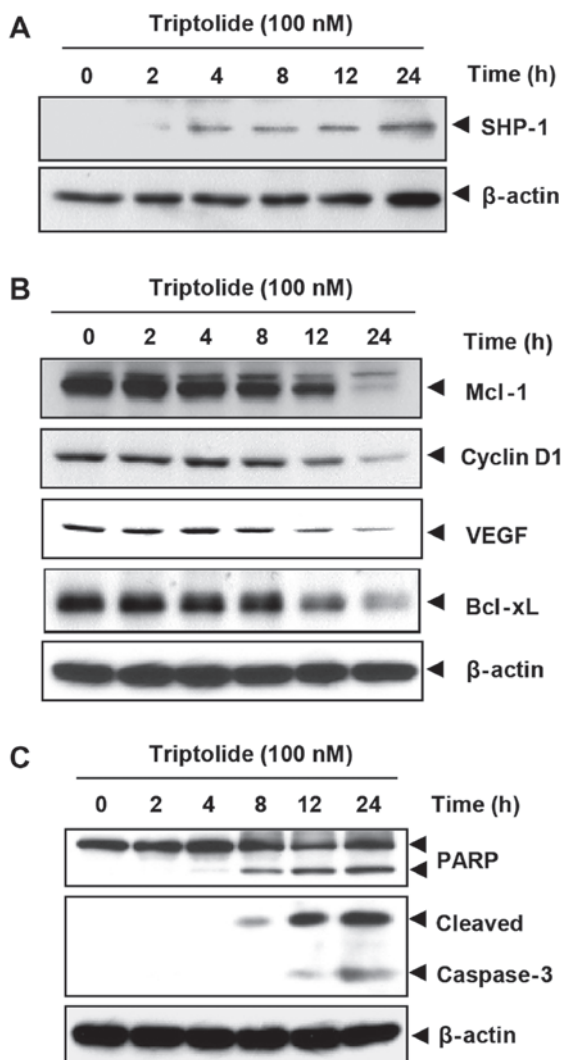 A
Triptolide (100 nM)
0 2 4 8 12 24 Time (h)
SHP-1
β-actin
B
Triptolide (100 nM)
0 2 4 8 12 24 Time (h)
Mcl-1
Cyclin D1
VEGF
Bcl-xL
β-actin
C
Triptolide (100 nM)
0 2 4 8 12 24 Time (h)
PARP
Cleaved
Caspase-3
β-actin